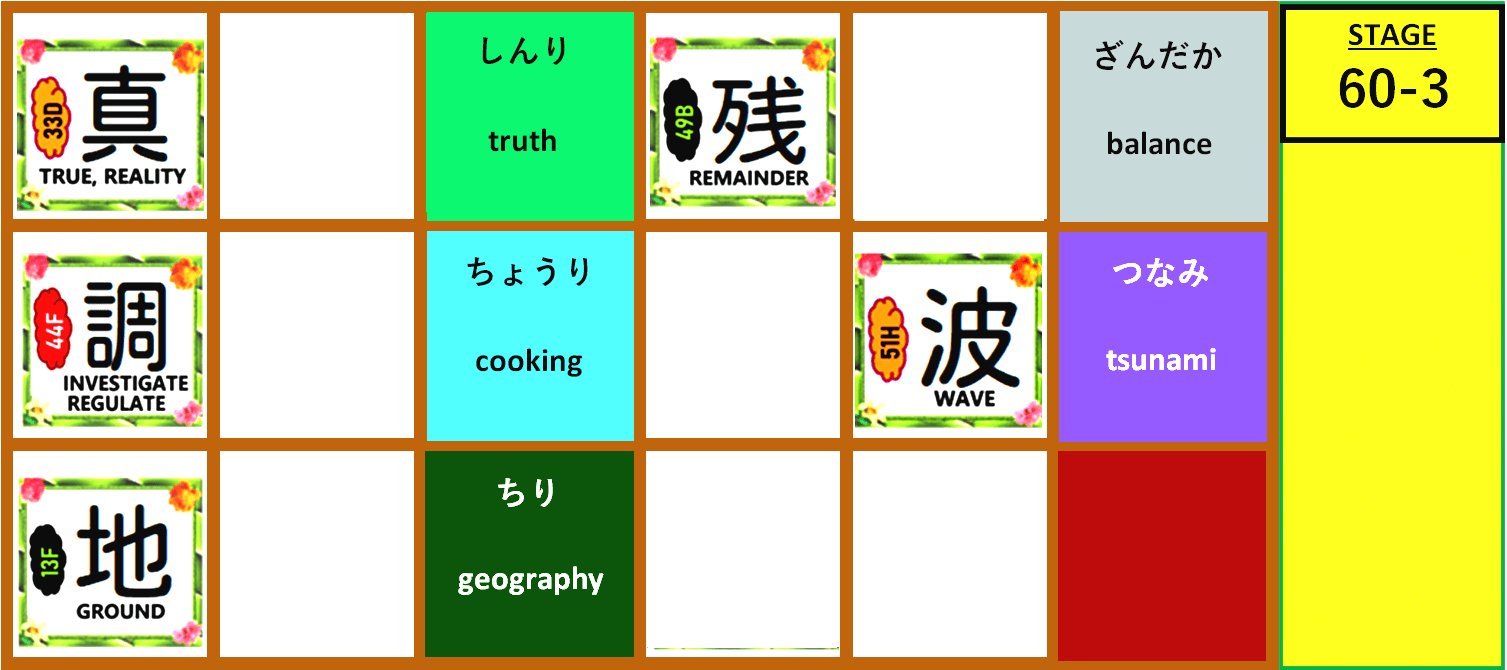 33D
真
TRUE, REALITY
しんり
truth
49B
残
REMAINDER
ざんだか
balance
STAGE
60-3
44F
調
INVESTIGATE
REGULATE
ちょうり
cooking
51H
波
WAVE
つなみ
tsunami
13F
地
GROUND
ちり
geography